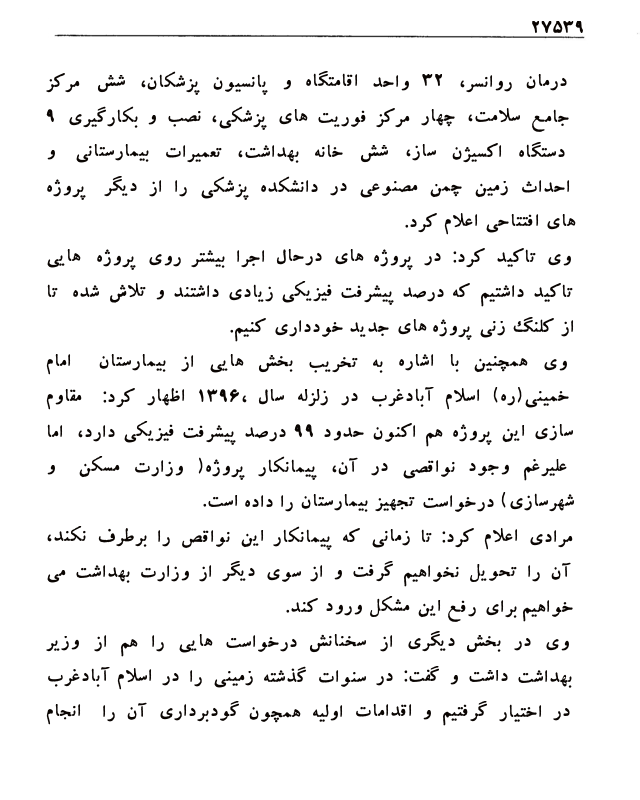 ۲۷۵۳۹
درمان روانسر، ۳۲ واحد اقامتگاه و پانسیون پزشکان، شش مرکز
جامع سلامت، چهار مرکز فوریت های پزشکی، نصب و بکارگیری ۹
دستگاه اکسیژن ساز، شش خانه بهداشت، تعمیرات بیمارستانی و
احداث زمین چمن مصنوعی در دانشکده پزشکی را از دیگر پروژه
های افتتاحی اعلام کرد.
وی تاکید کرد: در پروژه های درحال اجرا بیشتر روی پروژه هایی
تاکید داشتیم که درصد پیشرفت فیزیکی زیادی داشتند و تلاش شده تا
از کلنگ زنی پروژه های جدید خودداری کنیم.
وی همچنین با اشاره به تخریب بخش هایی از بیمارستان امام
خمینی(ره) اسلام آبادغرب در زلزله سال ۱۳۹۶، اظهار کرد: مقاوم
سازی این پروژه هم اکنون حدود ۹۹ درصد پیشرفت فیزیکی دارد، اما
علیرغم وجود نواقصی در آن، پیمانکار پروژه( وزارت مسکن و
شهرسازی) درخواست تجهیز بیمارستان را داده است.
مرادی اعلام کرد: تا زمانی که پیمانکار این نواقص را برطرف نکند،
آن را تحویل نخواهیم گرفت و از سوی دیگر از وزارت بهداشت می
خواهیم برای رفع این مشکل ورود کند.
وی در بخش دیگری از سخنانش درخواست هایی را هم از وزیر
بهداشت داشت و گفت: در سنوات گذشته زمینی را در اسلام آبادغرب
در اختیار گرفتیم و اقدامات اولیه همچون گودبرداری آن را انجام